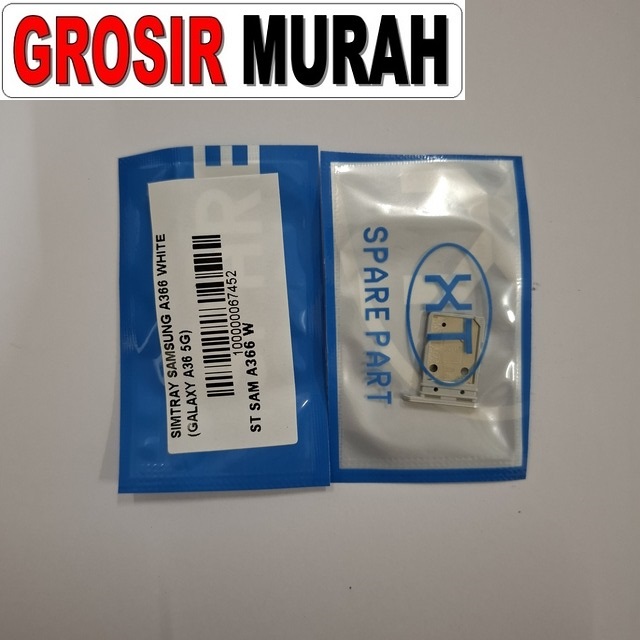 GROSIR MURAH
SIMTRAY SAMSUNG A366 WHITE
(GALAXY A36 5G)
100000067452
ST SAM A366 W
SPARE PART
XT